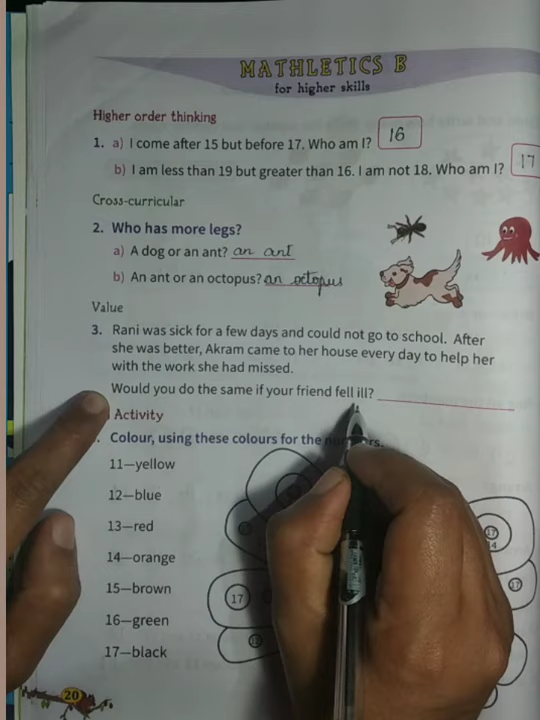 MATHLETICS B
for higher skills
Higher order thinking
1. a) I come after 15 but before 17. Who am I? 16
b) I am less than 19 but greater than 16. I am not 18. Who am I? 17
Cross-curricular
2. Who has more legs?
a) A dog or an ant? an ant
b) An ant or an octopus? an octopus
Value
3. Rani was sick for a few days and could not go to school. After
she was better, Akram came to her house every day to help her
with the work she had missed.
Would you do the same if your friend fell ill?
Activity
Colour, using these colours for the
11—yellow
12—blue
13—red
14—orange
15—brown
16—green
17—black
17
17
14
17
20